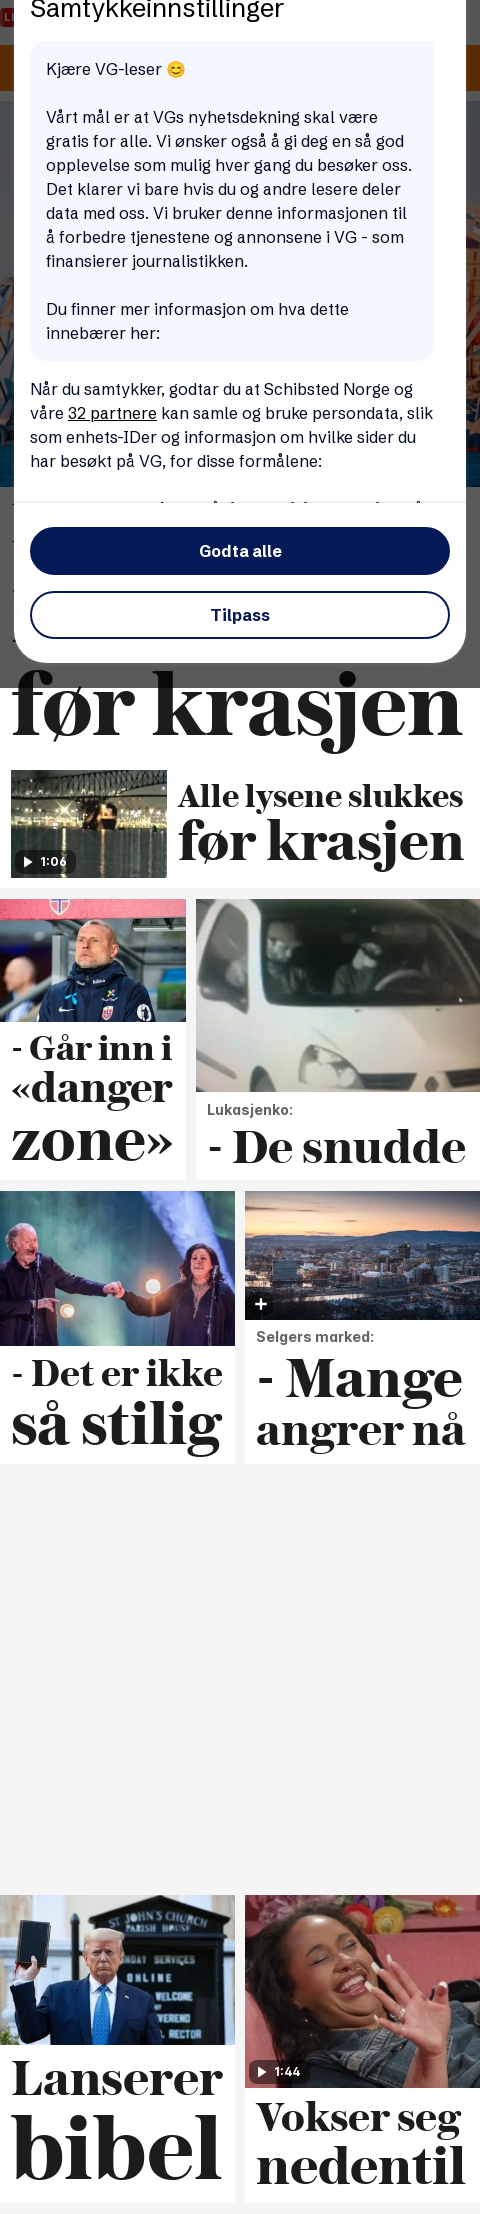 Samtykkeinnstillinger
Kjære VG-leser 😊
Vårt mål er at VGs nyhetsdekning skal være
gratis for alle. Vi ønsker også å gi deg en så god
opplevelse som mulig hver gang du besøker oss.
Det klarer vi bare hvis du og andre lesere deler
data med oss. Vi bruker denne informasjonen til
å forbedre tjenestene og annonsene i VG - som
finansierer journalistikken.
Du finner mer informasjon om hva dette
innebærer her:
Når du samtykker, godtar du at Schibsted Norge og
våre 32 partnere kan samle og bruke persondata, slik
som enhets-IDer og informasjon om hvilke sider du
har besøkt på VG, for disse formålene:
Godta alle
Tilpass
før krasjen
1:06
Alle lysene slukkes
før krasjen
- Går inn i
«danger
zone»
Lukasjenko:
- De snudde
- Det er ikke
så stilig
Selgers marked:
- Mange
angrer nå
ST JOHN'S CHURCH
PARISH HOUSE
SERVICES
ONLINE
WELCOME
RECTOR
Lanserer
bibel
1:44
Vokser seg
nedentil